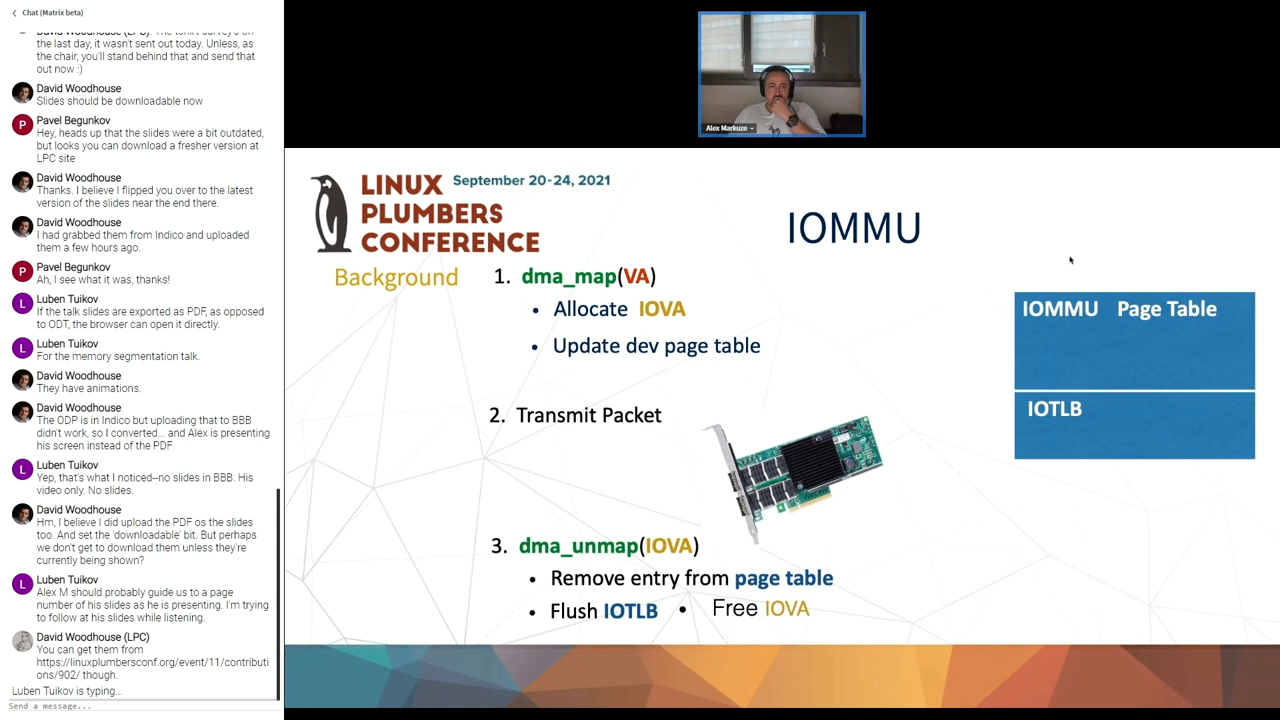 Chat (Matrix beta)
the last day, it wasn't sent out today. Unless, as
the chair, you'll stand behind that and send that
out now :)
David Woodhouse
Slides should be downloadable now
P
Pavel Begunkov
Hey, heads up that the slides were a bit outdated,
but looks you can download a fresher version at
LPC site
David Woodhouse
Thanks. I believe I flipped you over to the latest
version of the slides near the end there.
David Woodhouse
I had grabbed them from Indico and uploaded
them a few hours ago.
P
Pavel Begunkov
Ah, I see what it was, thanks!
L
Luben Tuikov
If the talk slides are exported as PDF, as opposed
to ODT, the browser can open it directly.
L
Luben Tuikov
For the memory segmentation talk.
David Woodhouse
They have animations.
David Woodhouse
The ODP is in Indico but uploading that to BBB
didn't work, so I converted... and Alex is presenting
his screen instead of the PDF
L
Luben Tuikov
Yep, that's what I noticed--no slides in BBB. His
video only. No slides.
David Woodhouse
Hm, I believe I did upload the PDF os the slides
too. And set the 'downloadable' bit. But perhaps
we don't get to download them unless they're
currently being shown?
L
Luben Tuikov
Alex M should probably guide us to a page
number of his slides as he is presenting. I'm trying
to follow at his slides while listening.
David Woodhouse (LPC)
You can get them from
https://linuxplumbersconf.org/event/11/contributi
ons/902/ though.
Luben Tuikov is typing...
Send a message...
Alex Markuze
LINUX September 20-24, 2021
PLUMBERS
CONFERENCE
IOMMU
Background
1. dma_map(VA)
• Allocate IOVA
• Update dev page table
2. Transmit Packet
3. dma_unmap(IOVA)
• Remove entry from page table
• Flush IOTLB • Free IOVA
IOMMU Page Table
IOTLB